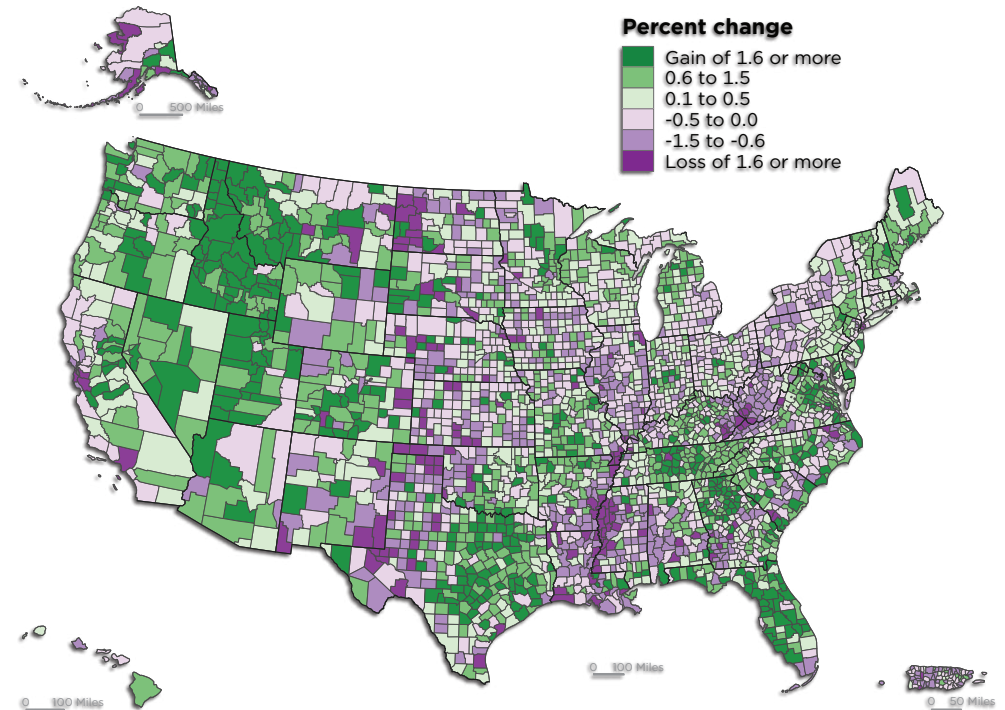 Percent change
Gain of 1.6 or more
0.6 to 1.5
0.1 to 0.5
-0.5 to 0.0
-1.5 to -0.6
Loss of 1.6 or more
0 500 Miles
0 100 Miles
0 100 Miles
0 50 Miles